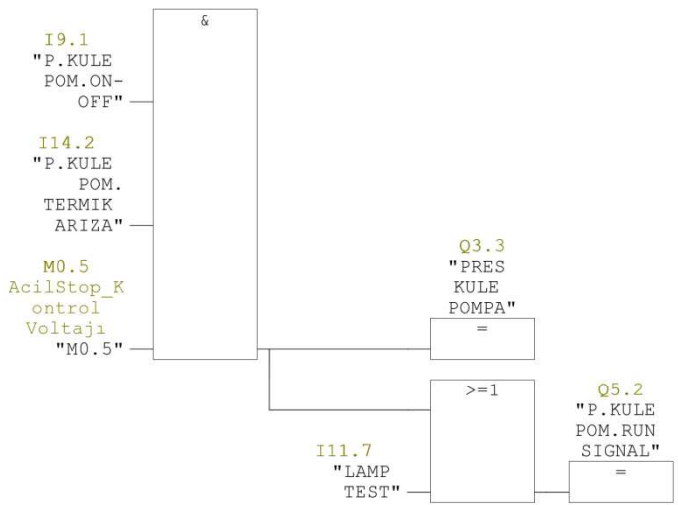 &
I9.1
"P.KULE
POM.ON-
OFF"
I14.2
"P.KULE
POM.
TERMIK
ARIZA"
M0.5
AcilStop_K
ontrol
Voltajı
"M0.5"
Q3.3
"PRES
KULE
POMPA"
=
>=1
I11.7
"LAMP
TEST"
Q5.2
"P.KULE
POM.RUN
SIGNAL"
=